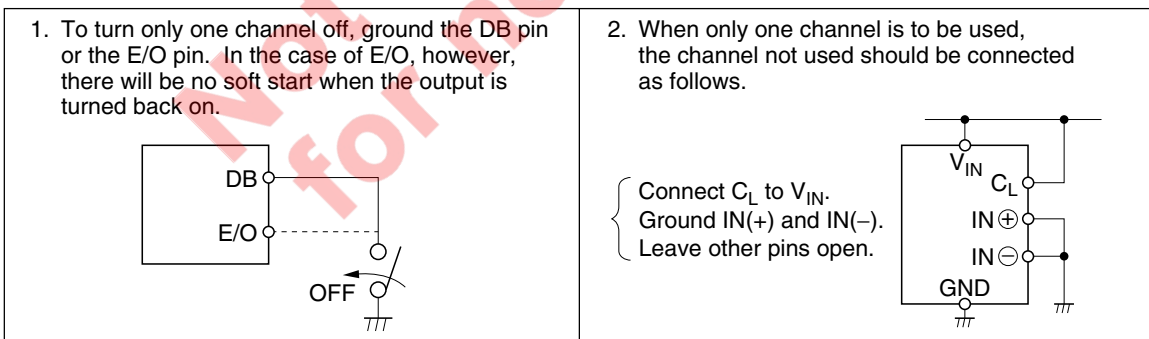 1. To turn only one channel off, ground the DB pin
or the E/O pin. In the case of E/O, however,
there will be no soft start when the output is
turned back on.
DB
E/O
OFF
2. When only one channel is to be used,
the channel not used should be connected
as follows.
Connect CL to VIN.
Ground IN(+) and IN(−).
Leave other pins open.
VIN
CL
IN⊕
IN⊖
GND
Not
for